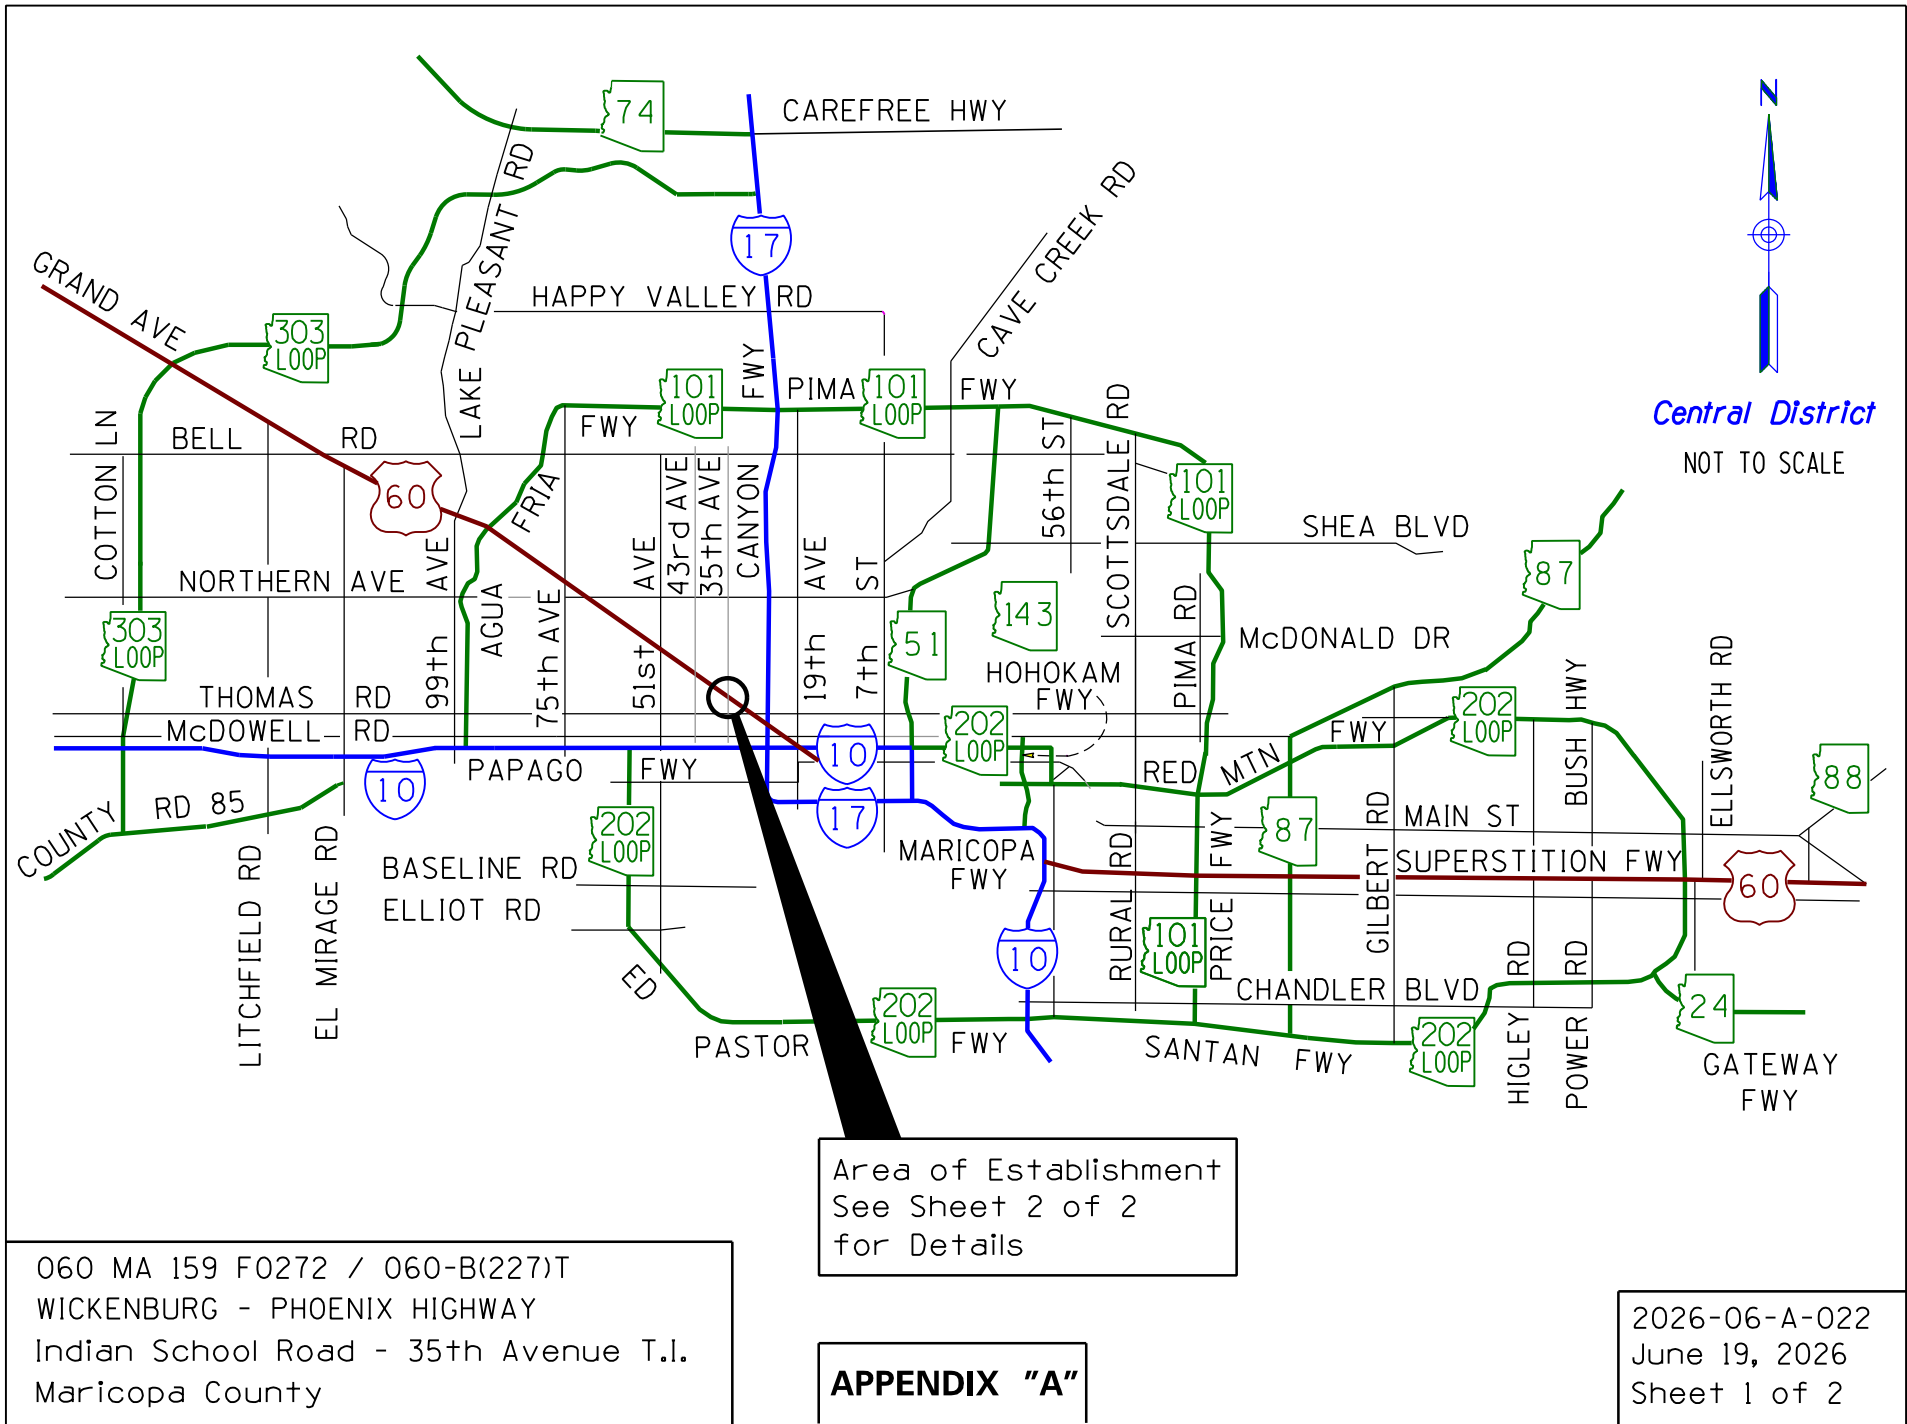 74
CAREFREE HWY
N
LAKE PLEASANT RD
17
CAVE CREEK RD
GRAND AVE
HAPPY VALLEY RD
303
LOOP
101
LOOP
FWY
PIMA
101
LOOP
FWY
Central District
NOT TO SCALE
COTTON LN
BELL RD
60
FWY
AGUA FRIA
43rd AVE
35th AVE
CANYON
56th ST
SCOTTSDALE RD
101
LOOP
SHEA BLVD
87
NORTHERN AVE
99th AVE
75th AVE
51st AVE
19th AVE
7th ST
51
143
HOHOKAM
FWY
PIMA RD
McDONALD DR
303
LOOP
THOMAS RD
McDOWELL RD
202
LOOP
202
LOOP
BUSH HWY
ELLSWORTH RD
88
10
PAPAGO FWY
10
RED MTN FWY
COUNTY RD 85
202
LOOP
17
MARICOPA
FWY
87
MAIN ST
SUPERSTITION FWY
60
LITCHFIELD RD
EL MIRAGE RD
BASELINE RD
ELLIOT RD
10
RURAL RD
101
LOOP
PRICE FWY
GILBERT RD
CHANDLER BLVD
HIGLEY RD
POWER RD
24
GATEWAY
FWY
ED
PASTOR
202
LOOP
FWY
SANTAN FWY
202
LOOP
Area of Establishment
See Sheet 2 of 2
for Details
060 MA 159 F0272 / 060-B(227)T
WICKENBURG - PHOENIX HIGHWAY
Indian School Road - 35th Avenue T.I.
Maricopa County
APPENDIX "A"
2026-06-A-022
June 19, 2026
Sheet 1 of 2